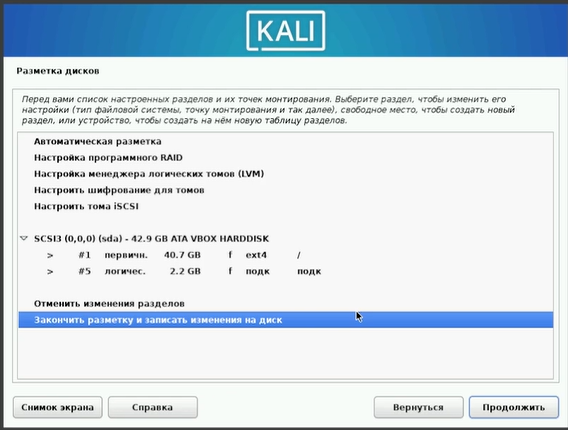 KALI
Разметка дисков
Перед вами список настроенных разделов и их точек монтирования. Выберите раздел, чтобы изменить его
настройки (тип файловой системы, точку монтирования и так далее), свободное место, чтобы создать новый
раздел, или устройство, чтобы создать на нём новую таблицу разделов.
Автоматическая разметка
Настройка программного RAID
Настройка менеджера логических томов (LVM)
Настроить шифрование для томов
Настроить тома iSCSI
SCSI3 (0,0,0) (sda) - 42.9 GB ATA VBOX HARDDISK
> #1 первичн. 40.7 GB f ext4 /
> #5 логичес. 2.2 GB f подк подк
Отменить изменения разделов
Закончить разметку и записать изменения на диск
Снимок экрана Справка Вернуться Продолжить